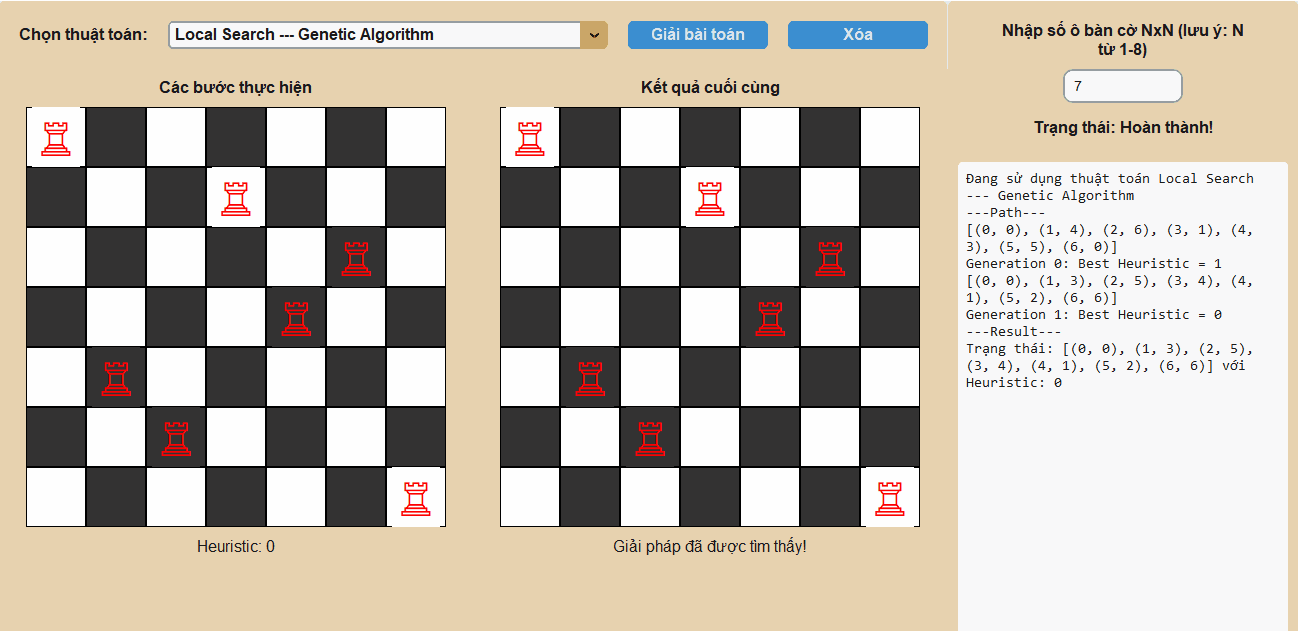 Chọn thuật toán:
Local Search --- Genetic Algorithm
Giải bài toán
Xóa
Nhập số ô bàn cờ NxN (lưu ý: N
từ 1-8)
7
Trạng thái: Hoàn thành!
Các bước thực hiện
Kết quả cuối cùng
Heuristic: 0
Giải pháp đã được tìm thấy!
Đang sử dụng thuật toán Local Search
--- Genetic Algorithm
---Path---
[(0, 0), (1, 4), (2, 6), (3, 1), (4,
3), (5, 5), (6, 0)]
Generation 0: Best Heuristic = 1
[(0, 0), (1, 3), (2, 5), (3, 4), (4,
1), (5, 2), (6, 6)]
Generation 1: Best Heuristic = 0
---Result---
Trạng thái: [(0, 0), (1, 3), (2, 5),
(3, 4), (4, 1), (5, 2), (6, 6)] với
Heuristic: 0